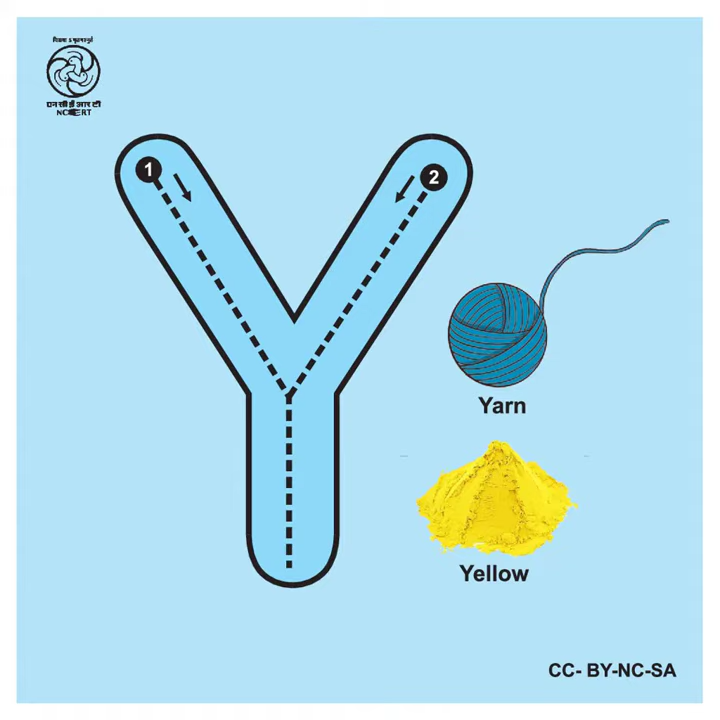 एन सी ई आर टी
NCERT
1
2
Yarn
Yellow
CC- BY-NC-SA